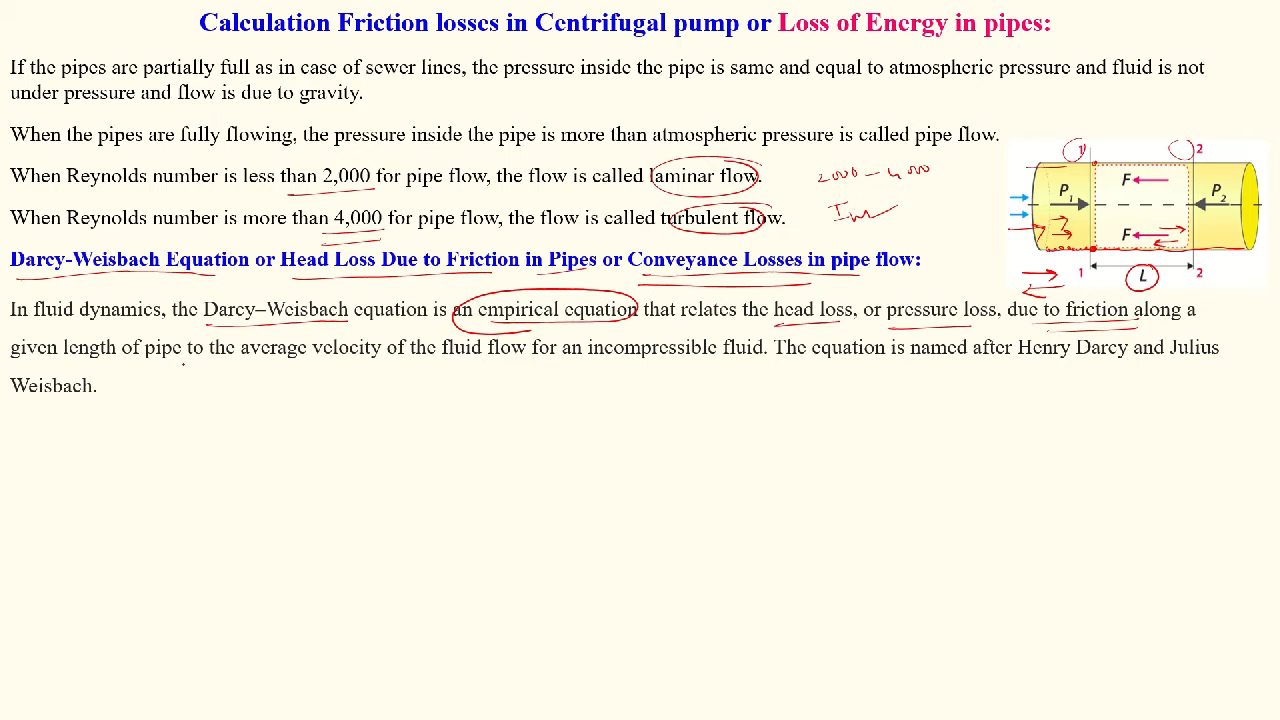 Calculation Friction losses in Centrifugal pump or Loss of Energy in pipes:
If the pipes are partially full as in case of sewer lines, the pressure inside the pipe is same and equal to atmospheric pressure and fluid is not
under pressure and flow is due to gravity.
When the pipes are fully flowing, the pressure inside the pipe is more than atmospheric pressure is called pipe flow.
When Reynolds number is less than 2,000 for pipe flow, the flow is called laminar flow.
2000 - 4000
When Reynolds number is more than 4,000 for pipe flow, the flow is called turbulent flow.
1 2
F
P1 P2
F
1 L 2
Darcy-Weisbach Equation or Head Loss Due to Friction in Pipes or Conveyance Losses in pipe flow:
In fluid dynamics, the Darcy–Weisbach equation is an empirical equation that relates the head loss, or pressure loss, due to friction along a
given length of pipe to the average velocity of the fluid flow for an incompressible fluid. The equation is named after Henry Darcy and Julius
Weisbach.